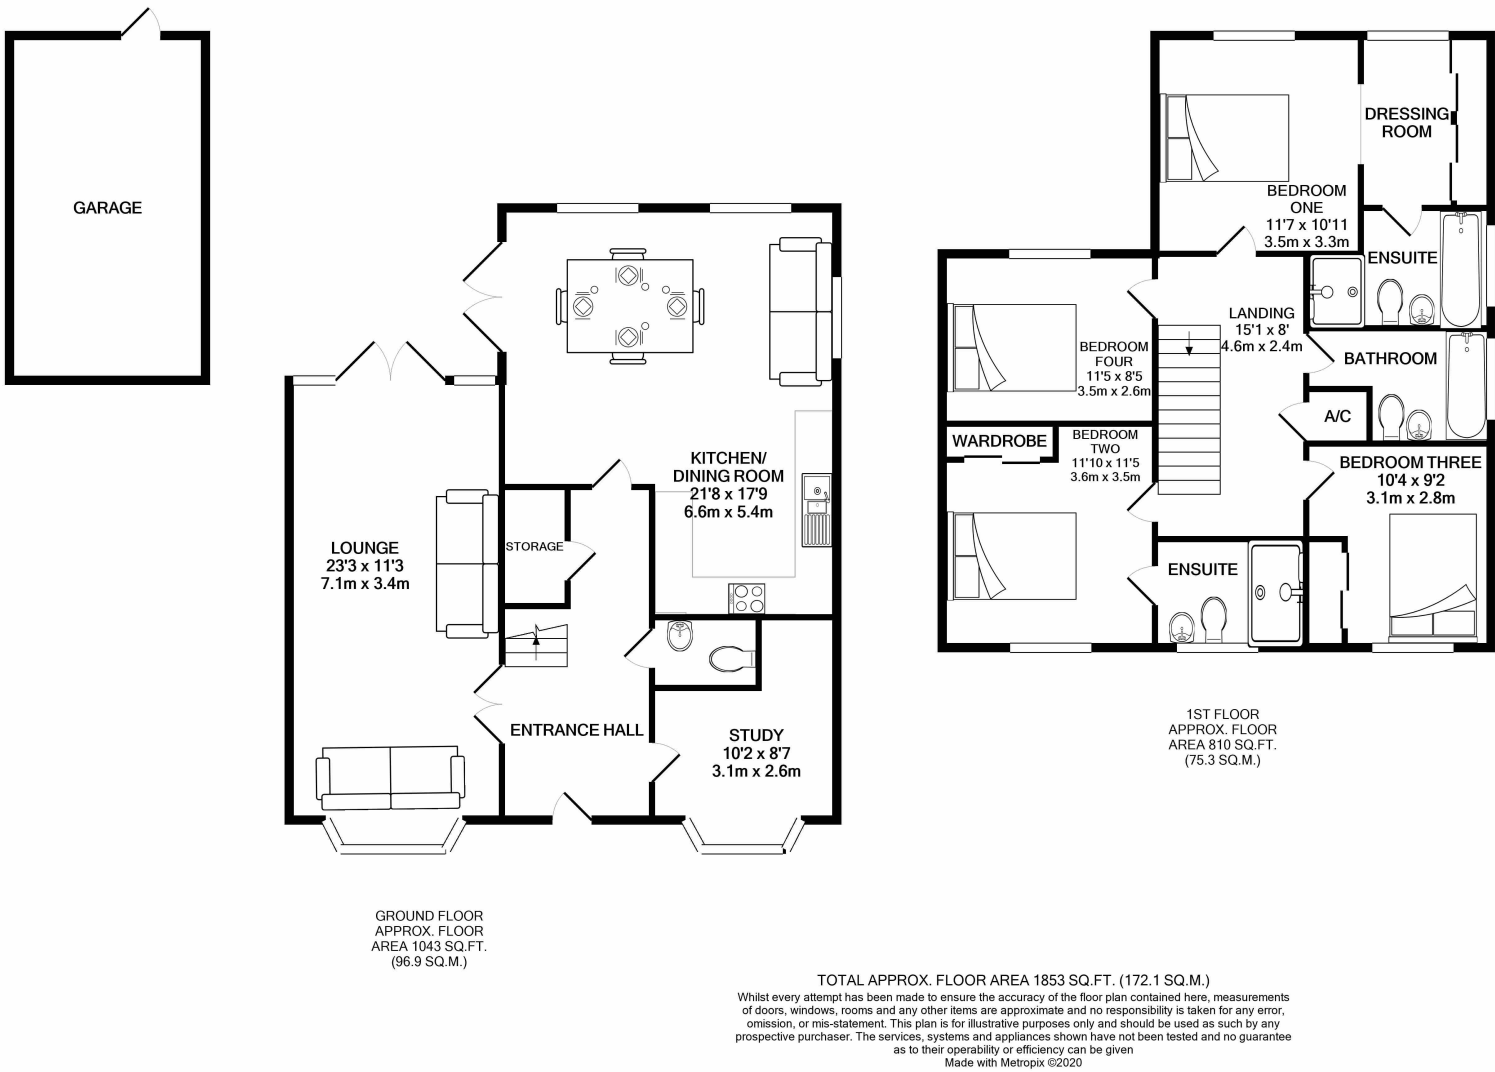 GARAGE
LOUNGE
23'3 x 11'3
7.1m x 3.4m
KITCHEN/
DINING ROOM
21'8 x 17'9
6.6m x 5.4m
STORAGE
ENTRANCE HALL
STUDY
10'2 x 8'7
3.1m x 2.6m
GROUND FLOOR
APPROX. FLOOR
AREA 1043 SQ.FT.
(96.9 SQ.M.)
BEDROOM
ONE
11'7 x 10'11
3.5m x 3.3m
DRESSING
ROOM
ENSUITE
LANDING
15'1 x 8'
4.6m x 2.4m
BEDROOM
FOUR
11'5 x 8'5
3.5m x 2.6m
BATHROOM
A/C
WARDROBE
BEDROOM
TWO
11'10 x 11'5
3.6m x 3.5m
BEDROOM THREE
10'4 x 9'2
3.1m x 2.8m
ENSUITE
1ST FLOOR
APPROX. FLOOR
AREA 810 SQ.FT.
(75.3 SQ.M.)
TOTAL APPROX. FLOOR AREA 1853 SQ.FT. (172.1 SQ.M.)
Whilst every attempt has been made to ensure the accuracy of the floor plan contained here, measurements
of doors, windows, rooms and any other items are approximate and no responsibility is taken for any error,
omission, or mis-statement. This plan is for illustrative purposes only and should be used as such by any
prospective purchaser. The services, systems and appliances shown have not been tested and no guarantee
as to their operability or efficiency can be given
Made with Metropix ©2020